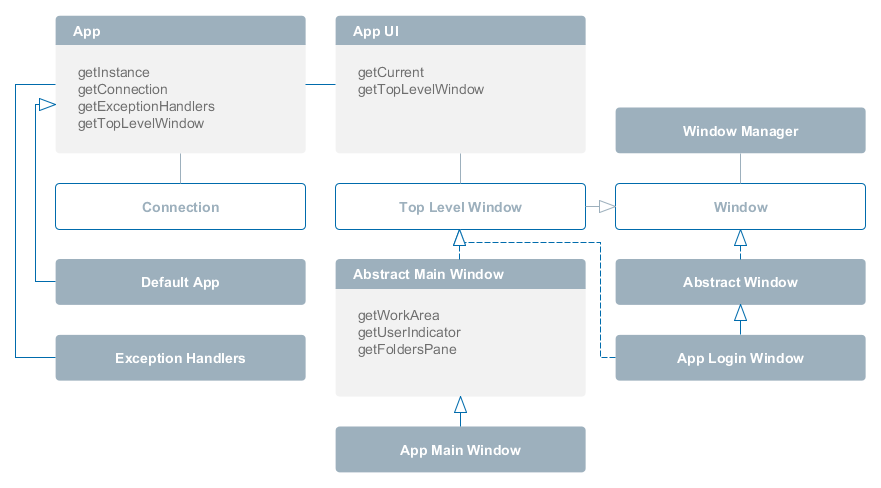 App
getInstance
getConnection
getExceptionHandlers
getTopLevelWindow
App UI
getCurrent
getTopLevelWindow
Window Manager
Connection
Top Level Window
Window
Default App
Abstract Main Window
getWorkArea
getUserIndicator
getFoldersPane
Abstract Window
Exception Handlers
App Login Window
App Main Window